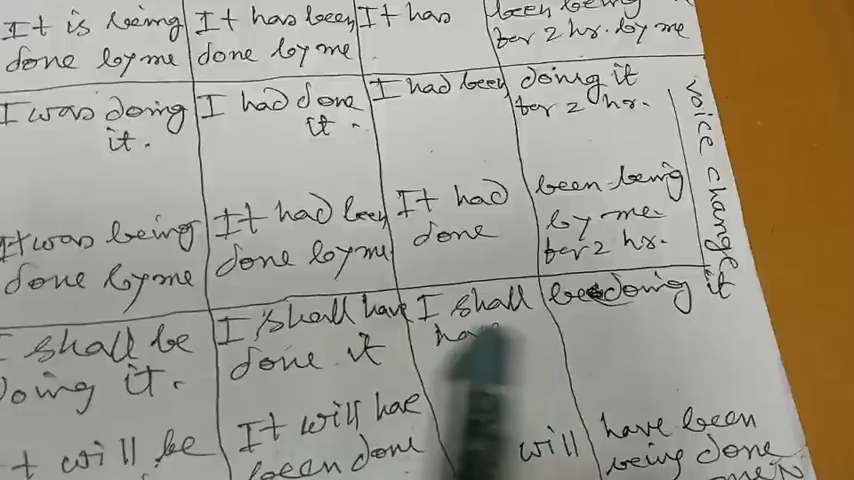 It is being
done by me
It has been
done by me
It has
been being
for 2 hr. by me
I was doing
it.
I had done
it.
I had been
doing it
for 2 hr.
It was being
done by me
It had been
done by me
It had
done
been being
by me
for 2 hr.
voice change
I shall be
doing it.
I shall have
done it
I shall
have
be doing it
It will be
It will have
been done
will
have been
being done